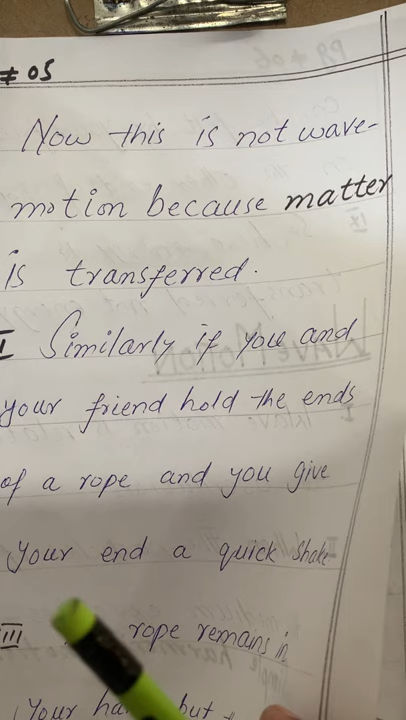 # 05
Now this is not wave-
motion because matter
is transferred.
I Similarly if you and
your friend hold the ends
of a rope and you give
your end a quick shake
III rope remains in
your but